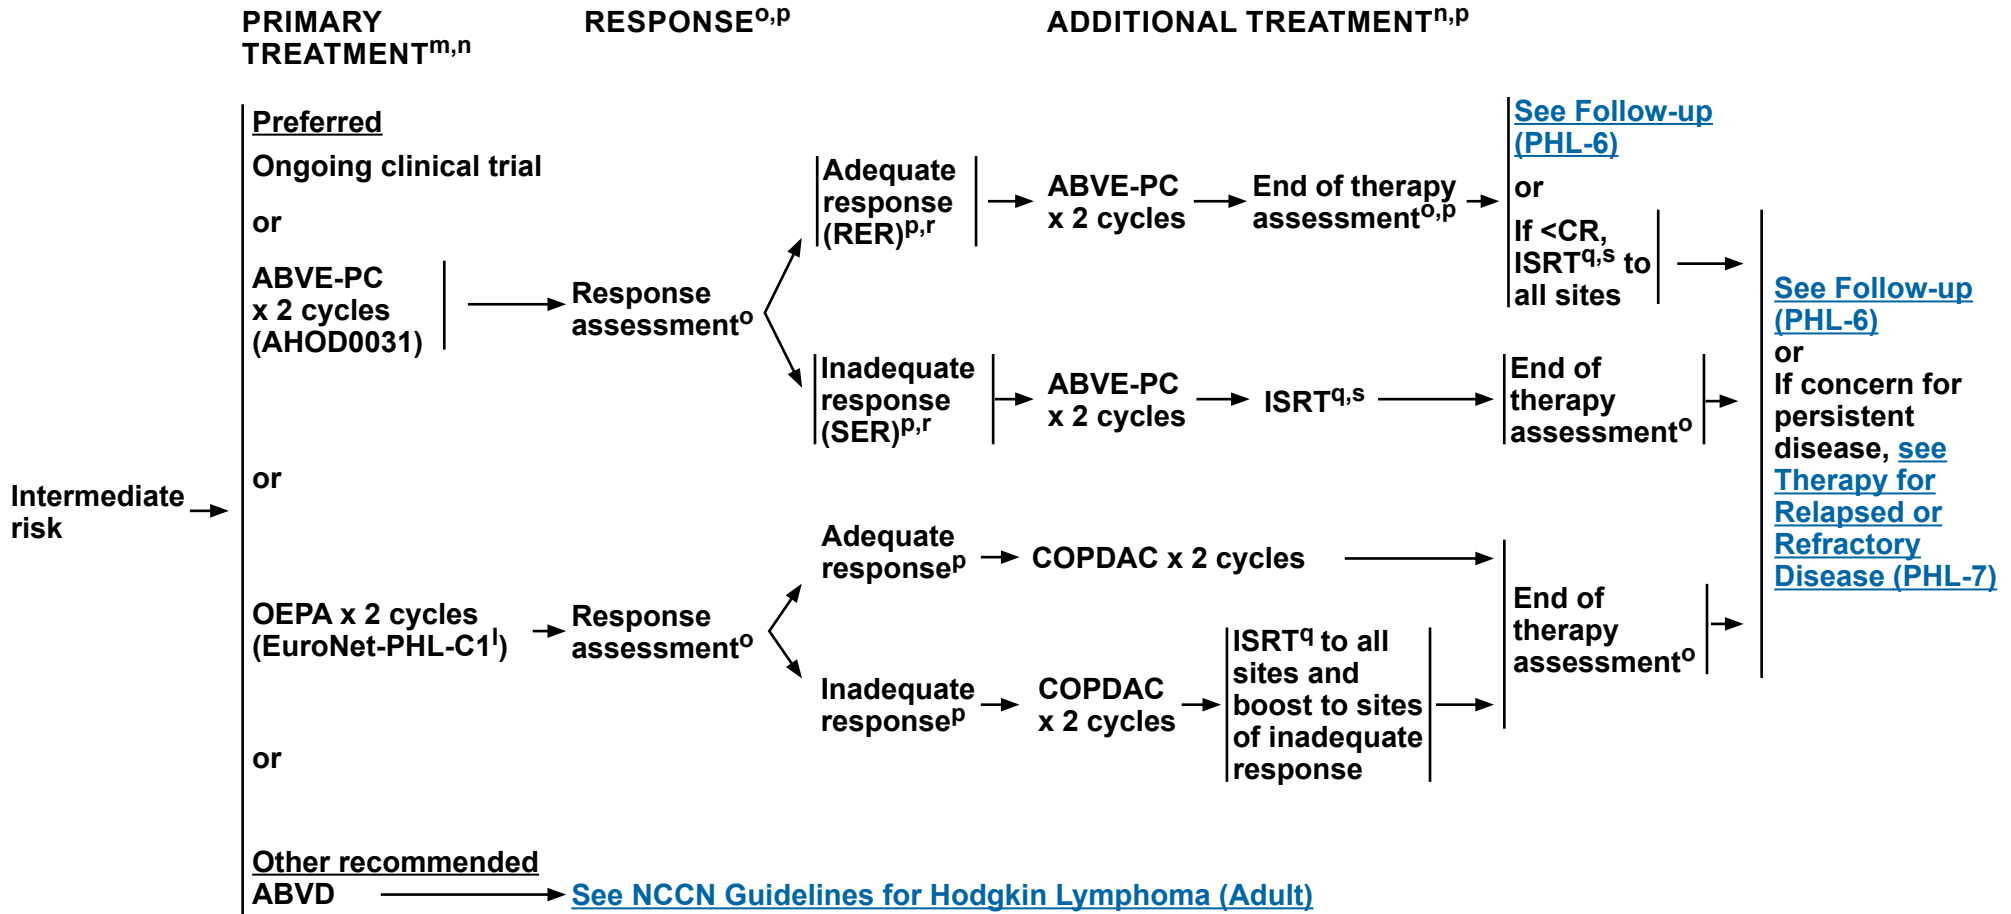 PRIMARY
TREATMENTm,n
RESPONSEo,p
ADDITIONAL TREATMENTn,p
Intermediate
risk
Preferred
Ongoing clinical trial
or
ABVE-PC
x 2 cycles
(AHOD0031)
Response
assessmento
Adequate
response
(RER)p,r
ABVE-PC
x 2 cycles
End of therapy
assessmento,p
See Follow-up
(PHL-6)
or
If <CR,
ISRTq,s to
all sites
Inadequate
response
(SER)p,r
ABVE-PC
x 2 cycles
ISRTq,s
End of
therapy
assessmento
or
OEPA x 2 cycles
(EuroNet-PHL-C1l)
Response
assessmento
Adequate
responsep
COPDAC x 2 cycles
Inadequate
responsep
COPDAC
x 2 cycles
ISRTq to all
sites and
boost to sites
of inadequate
response
End of
therapy
assessmento
See Follow-up
(PHL-6)
or
If concern for
persistent
disease, see
Therapy for
Relapsed or
Refractory
Disease (PHL-7)
or
Other recommended
ABVD
See NCCN Guidelines for Hodgkin Lymphoma (Adult)